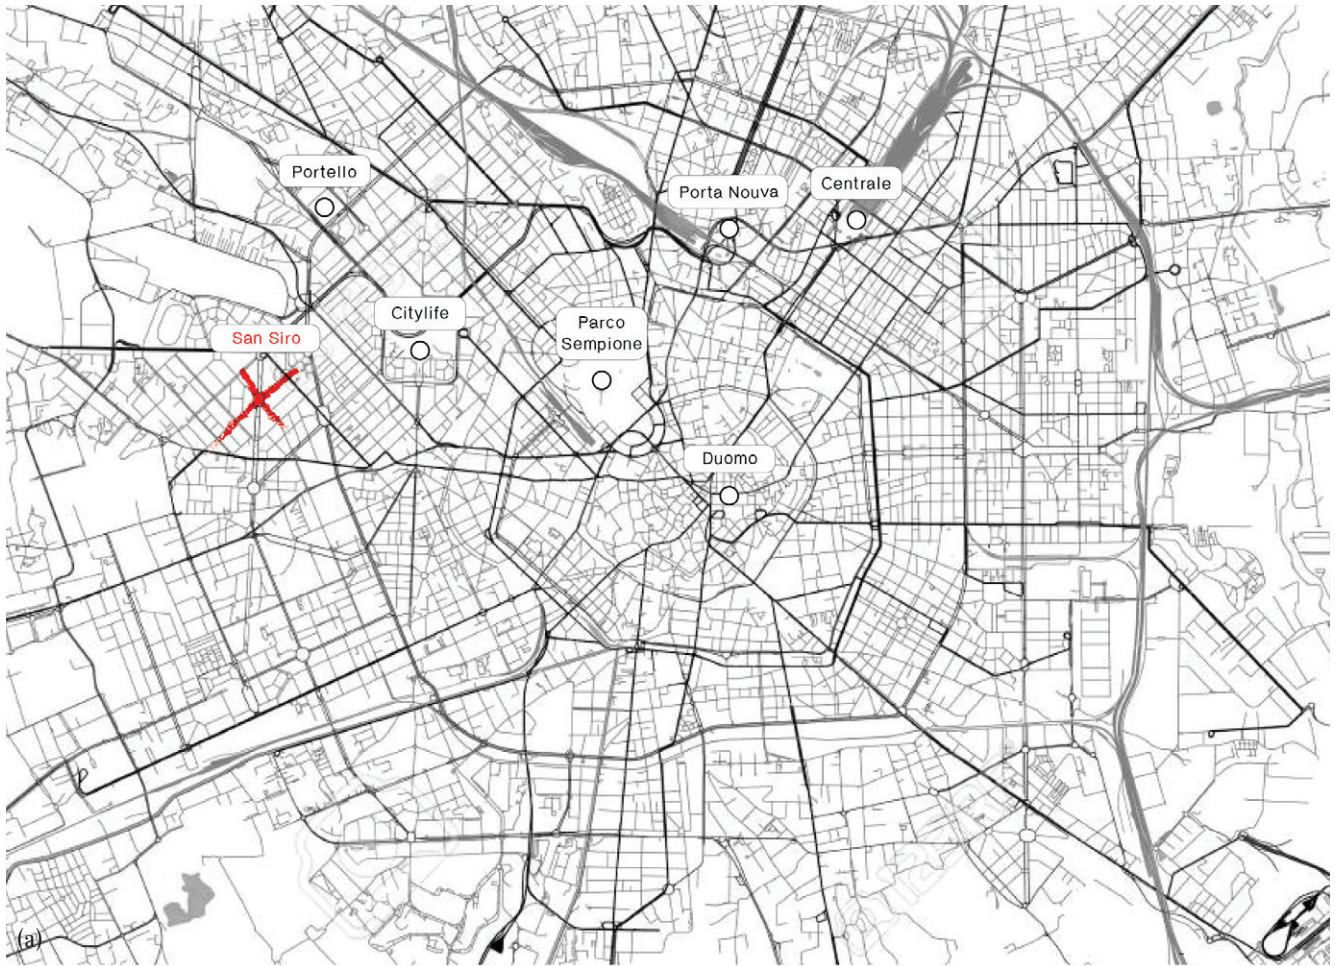 Portello
Porta Nouva
Centrale
Citylife
Parco
Sempione
San Siro
Duomo
(a)